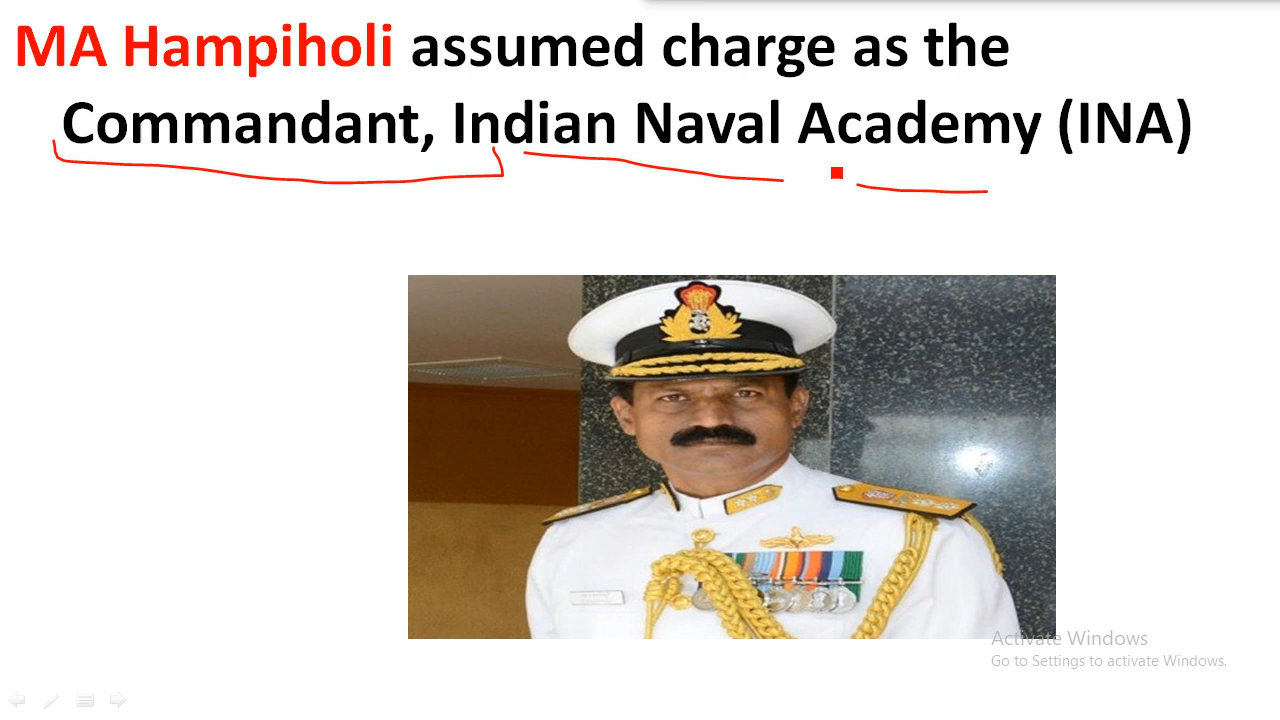 MA Hampiholi assumed charge as the
Commandant, Indian Naval Academy (INA)
Activate Windows
Go to Settings to activate Windows.